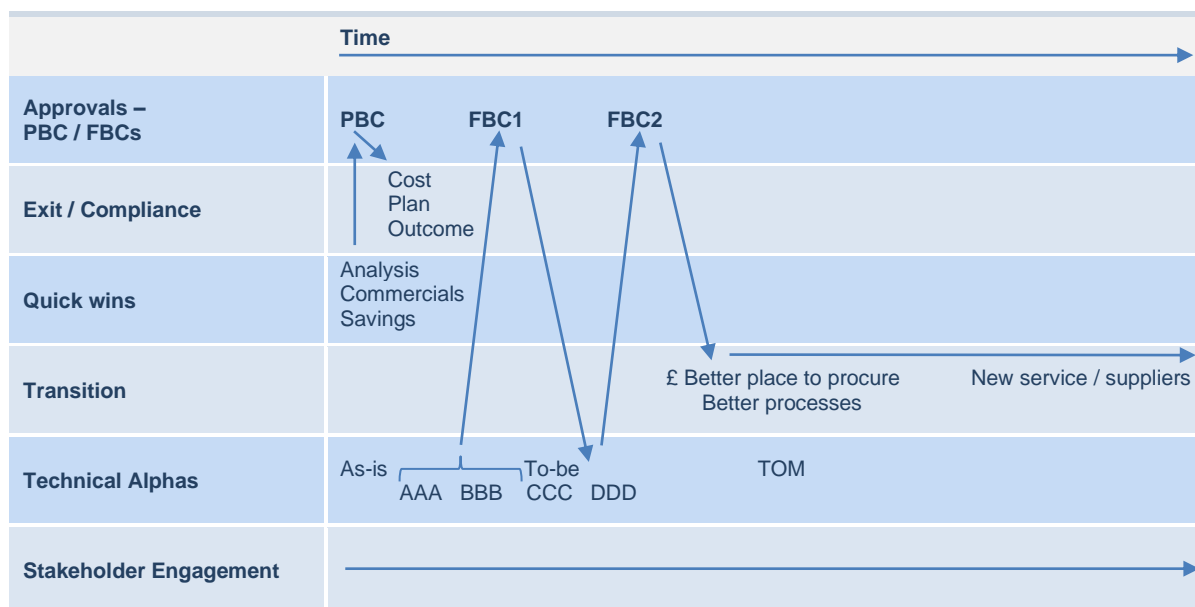 Time
Approvals –
PBC / FBCs
PBC
FBC1
FBC2
Exit / Compliance
Cost
Plan
Outcome
Quick wins
Analysis
Commercials
Savings
Transition
£ Better place to procure
Better processes
New service / suppliers
Technical Alphas
As-is
To-be
TOM
AAA
BBB
CCC
DDD
Stakeholder Engagement